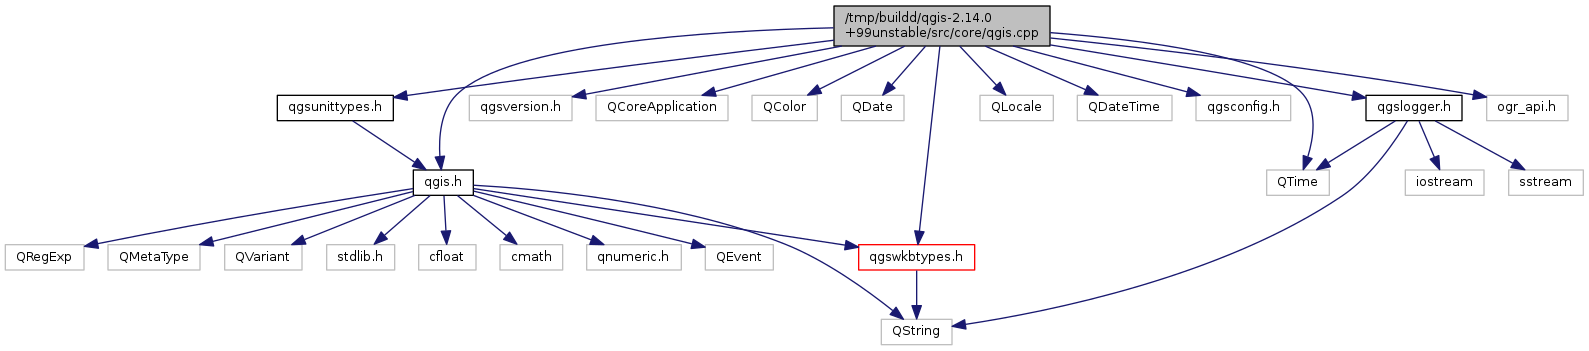 /tmp/buildd/qgis-2.14.0
+99unstable/src/core/qgis.cpp
qgsunittypes.h
qgsversion.h
QCoreApplication
QColor
QDate
QLocale
QDateTime
qgsconfig.h
qgslogger.h
ogr_api.h
qgis.h
QTime
iostream
sstream
QRegExp
QMetaType
QVariant
stdlib.h
cfloat
cmath
qnumeric.h
QEvent
qgswkbtypes.h
QString